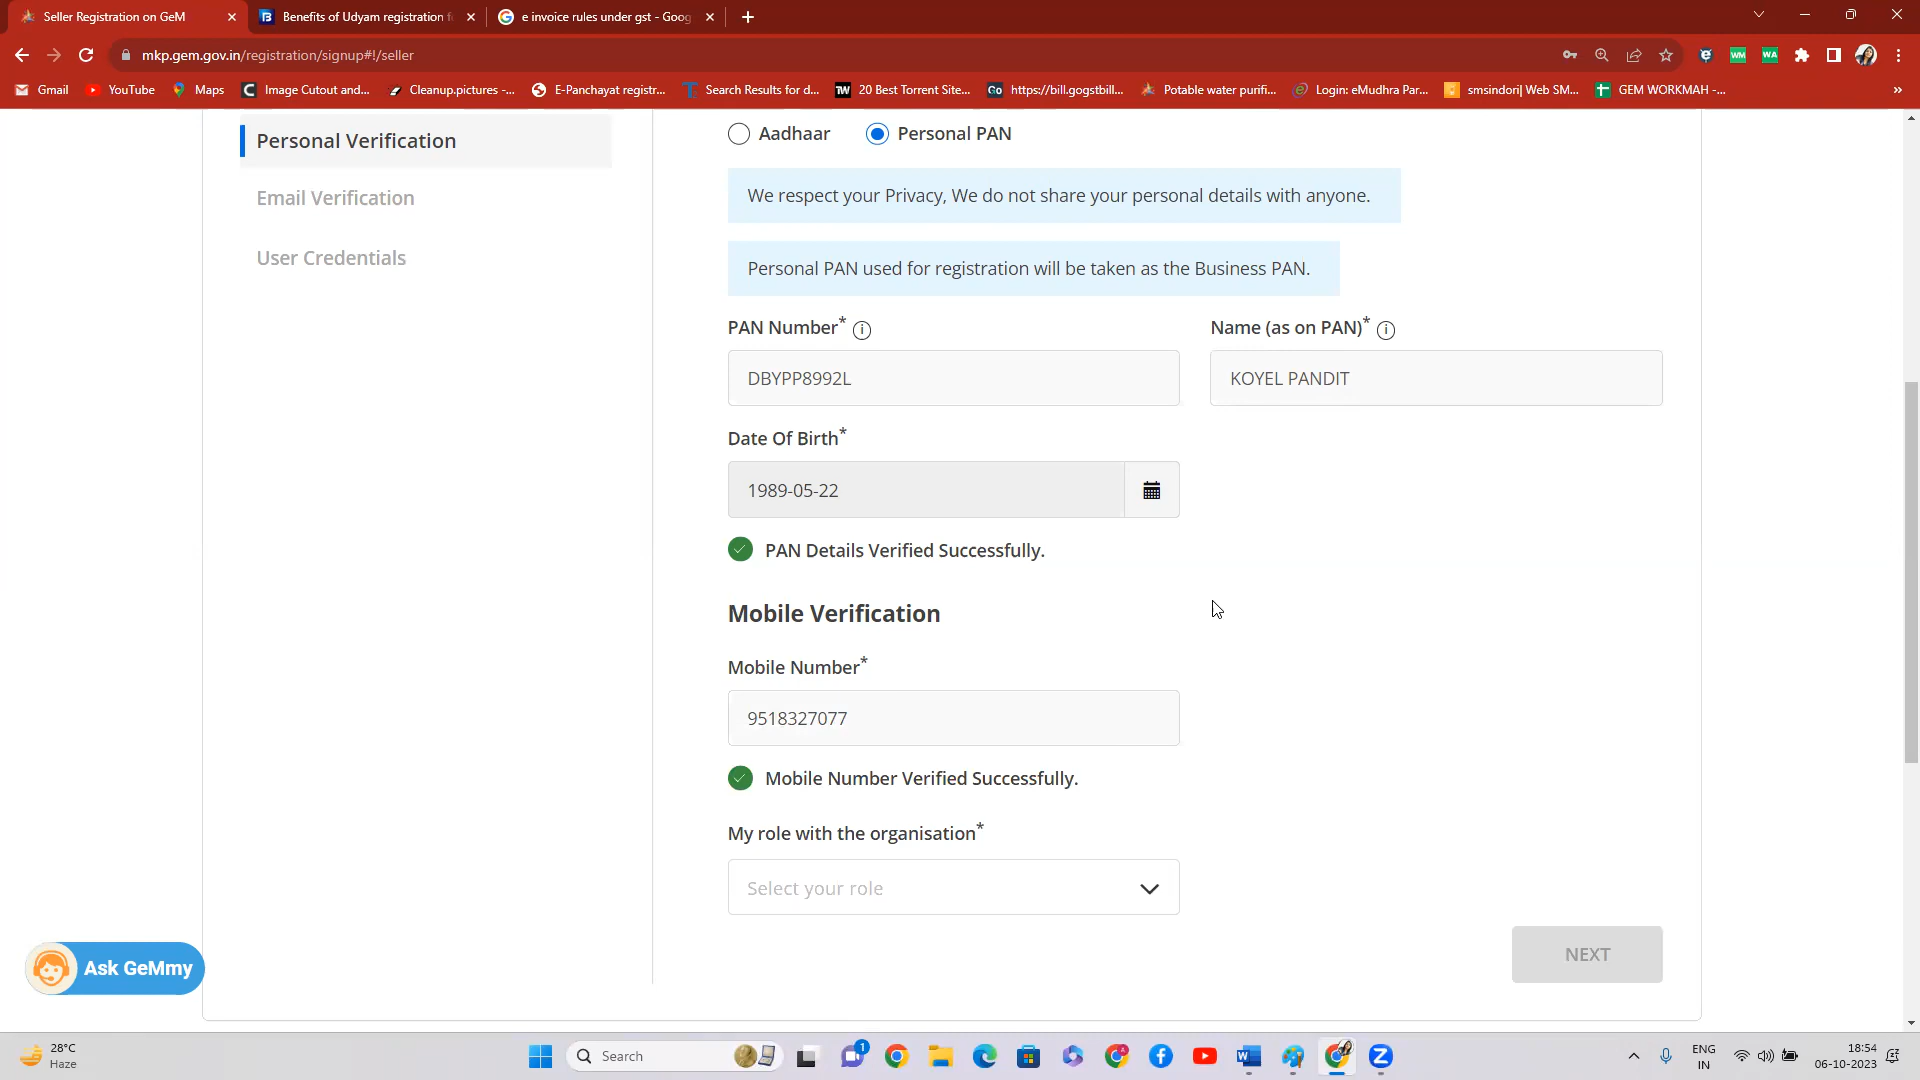 Seller Registration on GeM
Benefits of Udyam registration f
e invoice rules under gst - Goog
mkp.gem.gov.in/registration/signup#!/seller
Gmail
YouTube
Maps
Image Cutout and...
Cleanup.pictures -...
E-Panchayat registr...
Search Results for d...
20 Best Torrent Site...
https://bill.gogstbill...
Potable water purifi...
Login: eMudhra Par...
smsindori| Web SM...
GEM WORKMAH -...
»
Personal Verification
Email Verification
User Credentials
Aadhaar
Personal PAN
We respect your Privacy, We do not share your personal details with anyone.
Personal PAN used for registration will be taken as the Business PAN.
PAN Number*
Name (as on PAN)*
DBYPP8992L
KOYEL PANDIT
Date Of Birth*
1989-05-22
PAN Details Verified Successfully.
Mobile Verification
Mobile Number*
9518327077
Mobile Number Verified Successfully.
My role with the organisation*
Select your role
NEXT
Ask GeMmy
28°C
Haze
Search
1
ENG
IN
18:54
06-10-2023